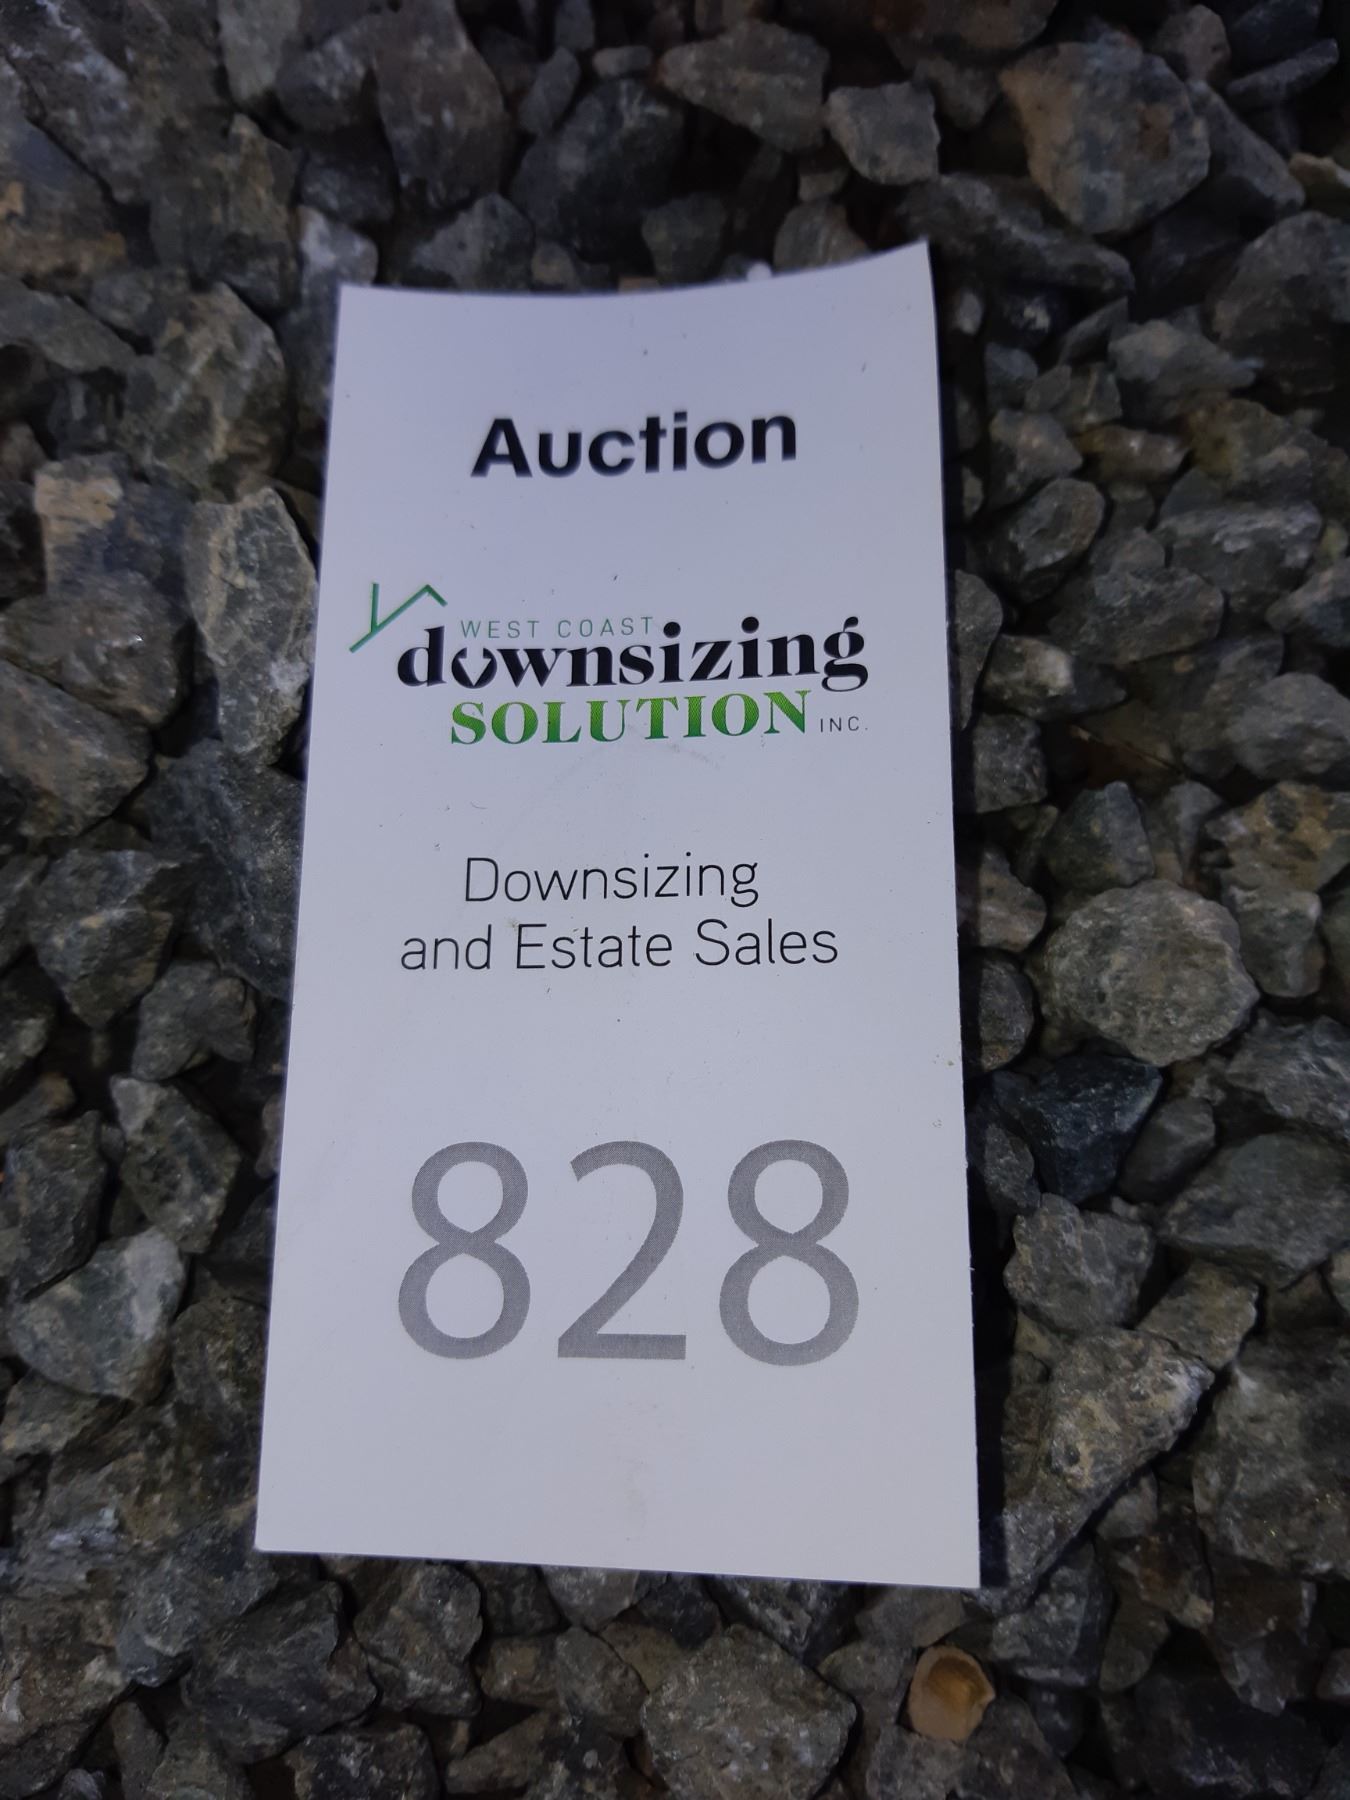 Auction
WEST COAST
downsizing
SOLUTION INC.
Downsizing
and Estate Sales
828